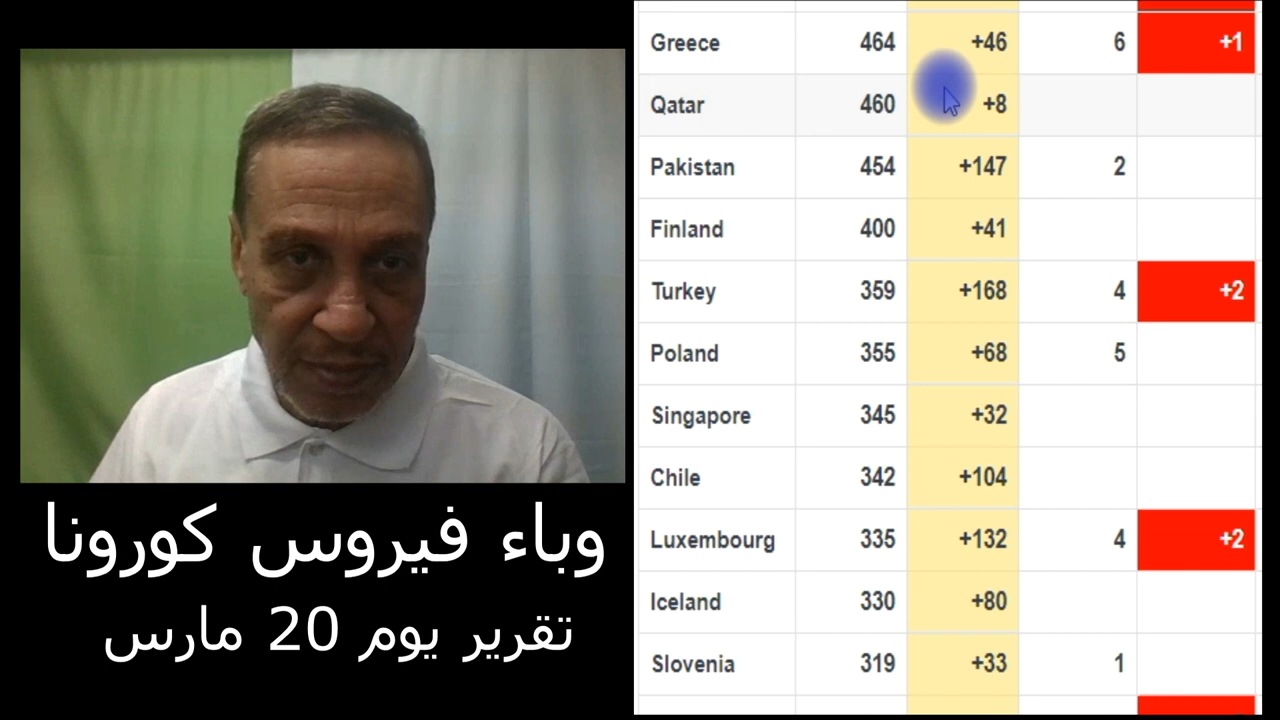 وباء فيروس كورونا
تقرير يوم 20 مارس
Greece 464 +46 6 +1
Qatar 460 +8
Pakistan 454 +147 2
Finland 400 +41
Turkey 359 +168 4 +2
Poland 355 +68 5
Singapore 345 +32
Chile 342 +104
Luxembourg 335 +132 4 +2
Iceland 330 +80
Slovenia 319 +33 1